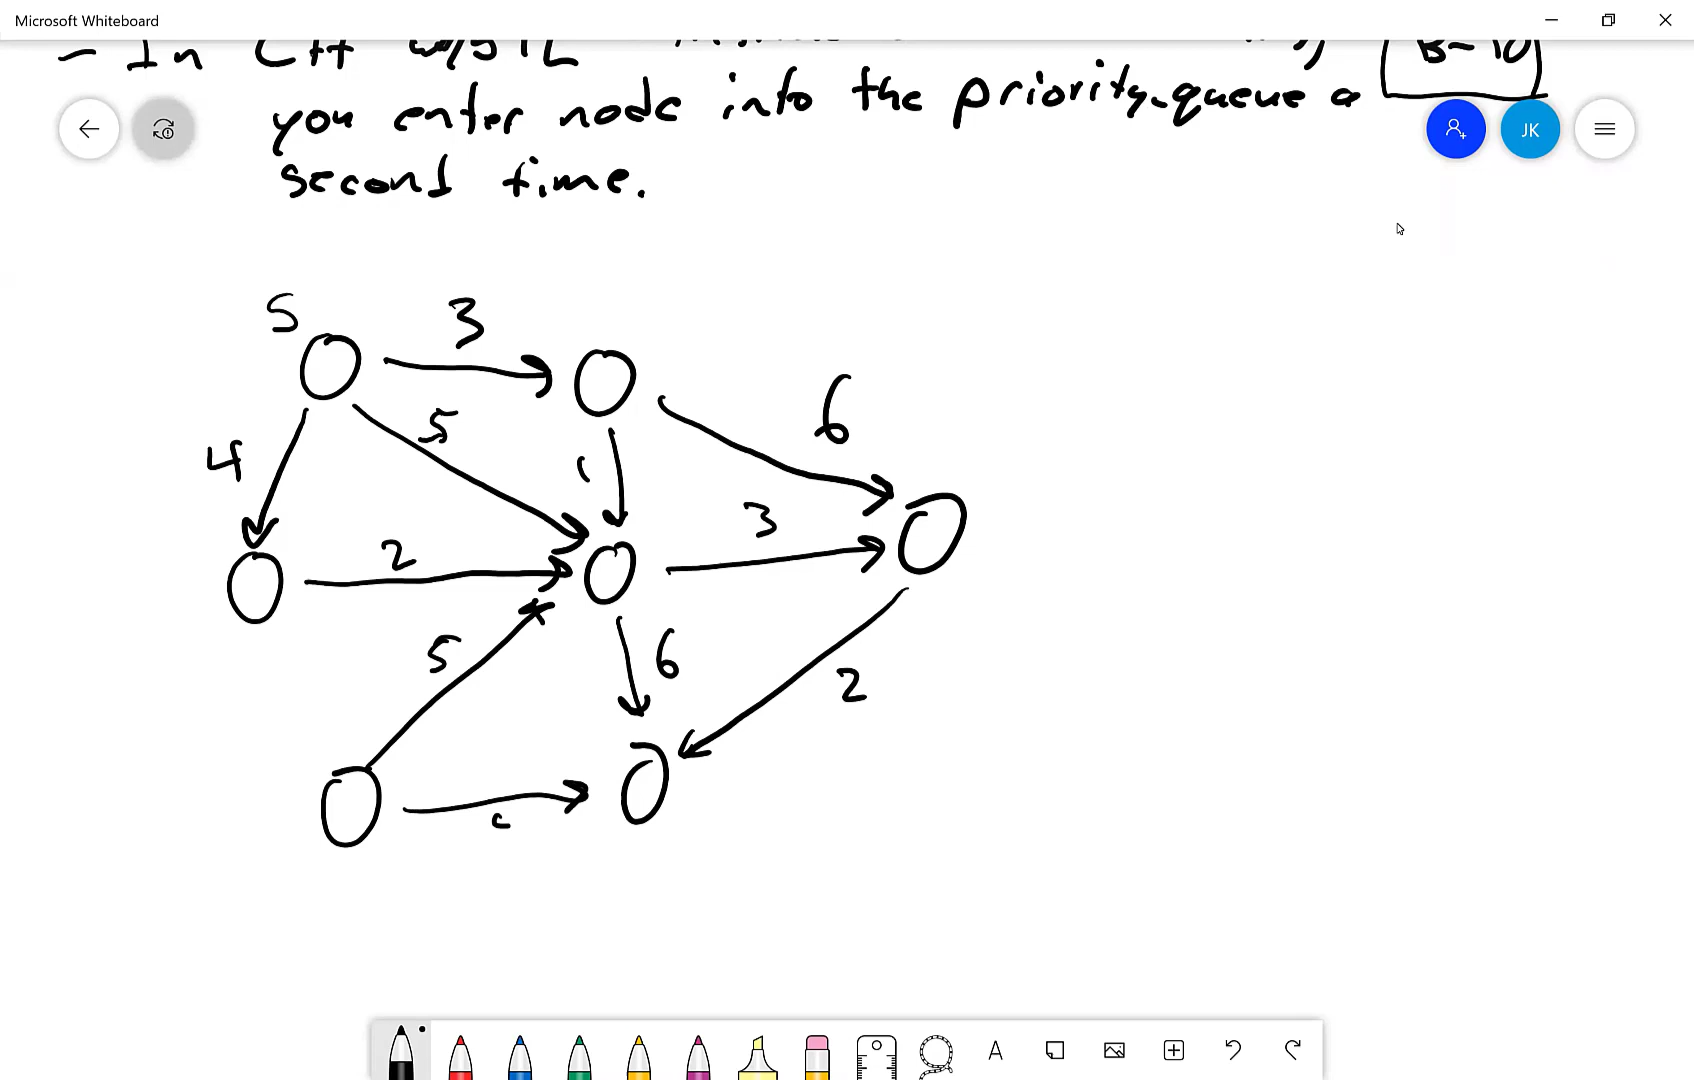 Microsoft Whiteboard
- In C++ w/STL
B-10
you enter node into the priority-queue a
second time.
JK
S
3
6
5
4
1
3
2
5
6
2
A